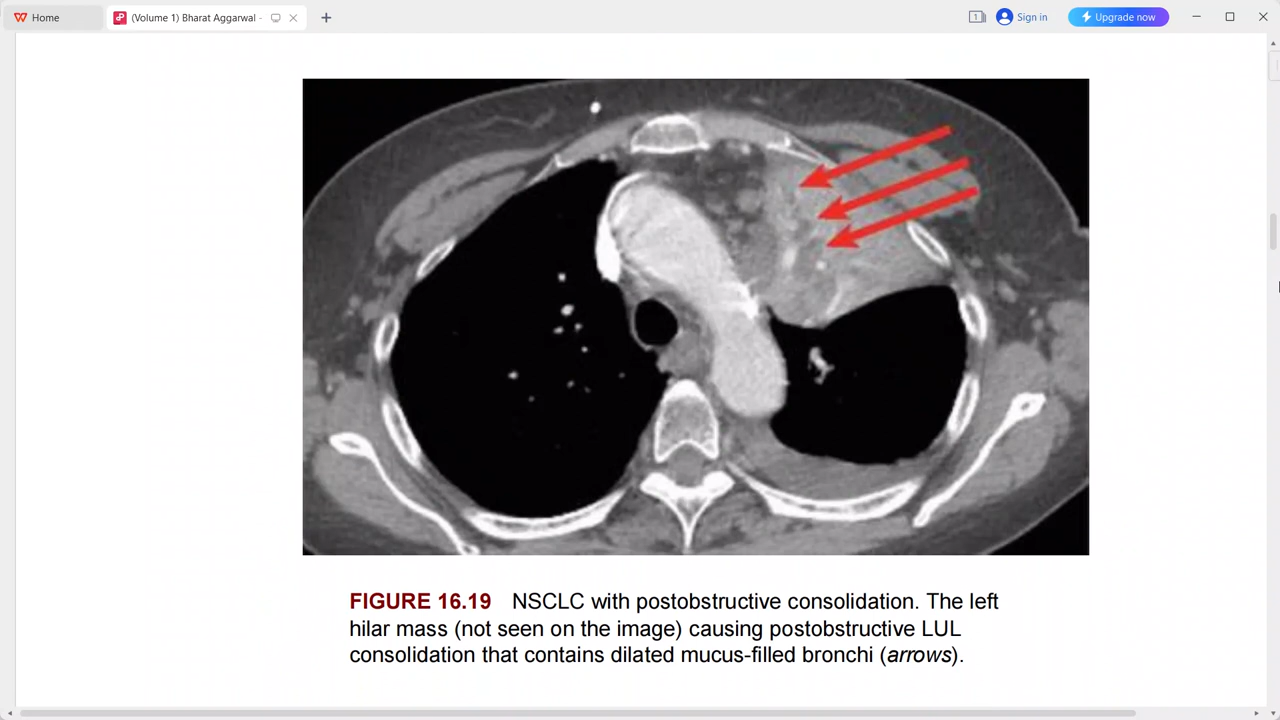 Home
(Volume 1) Bharat Aggarwal -
1
Sign in
Upgrade now
FIGURE 16.19 NSCLC with postobstructive consolidation. The left
hilar mass (not seen on the image) causing postobstructive LUL
consolidation that contains dilated mucus-filled bronchi (arrows).